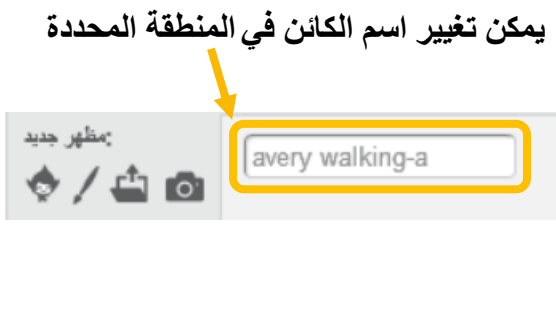 يمكن تغيير اسم الكائن في المنطقة المحددة
مظهر جديد:
avery walking-a